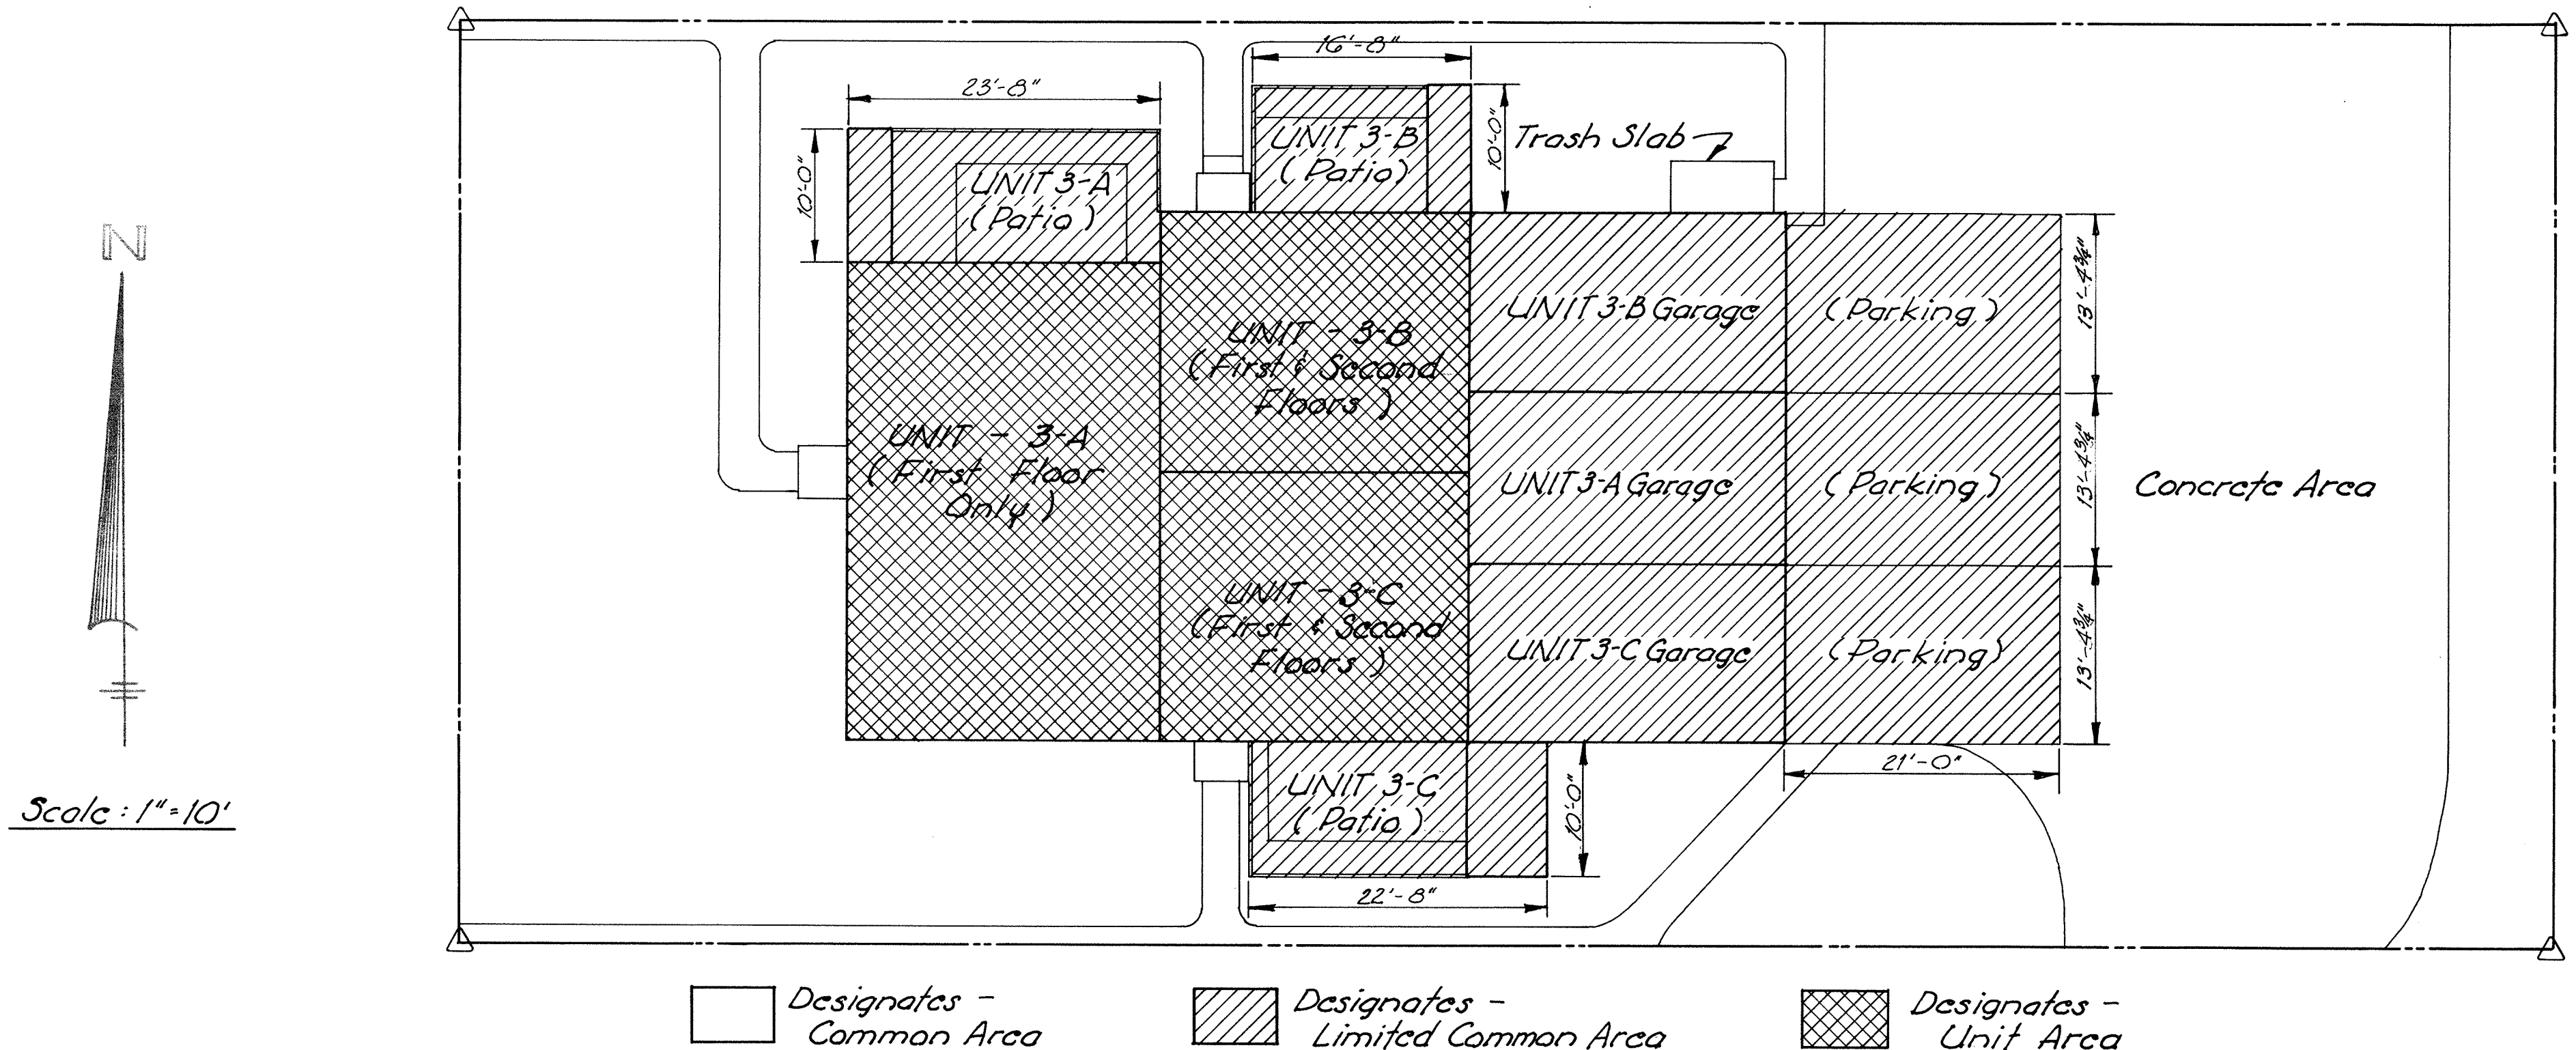 16'-8"
23'-8"
10'-0"
UNIT 3-A
(Patio)
UNIT 3-B
(Patio)
10'-0"
Trash Slab
N
UNIT - 3-A
(First Floor
Only)
UNIT - 3-B
(First & Second
Floors)
UNIT 3-B Garage
(Parking)
13'-4¾"
UNIT 3-A Garage
(Parking)
13'-4¾"
Concrete Area
UNIT - 3-C
(First & Second
Floors)
UNIT 3-C Garage
(Parking)
13'-4¾"
21'-0"
UNIT 3-C
(Patio)
10'-0"
22'-8"
Scale : 1"=10'
Designates -
Common Area
Designates -
Limited Common Area
Designates -
Unit Area